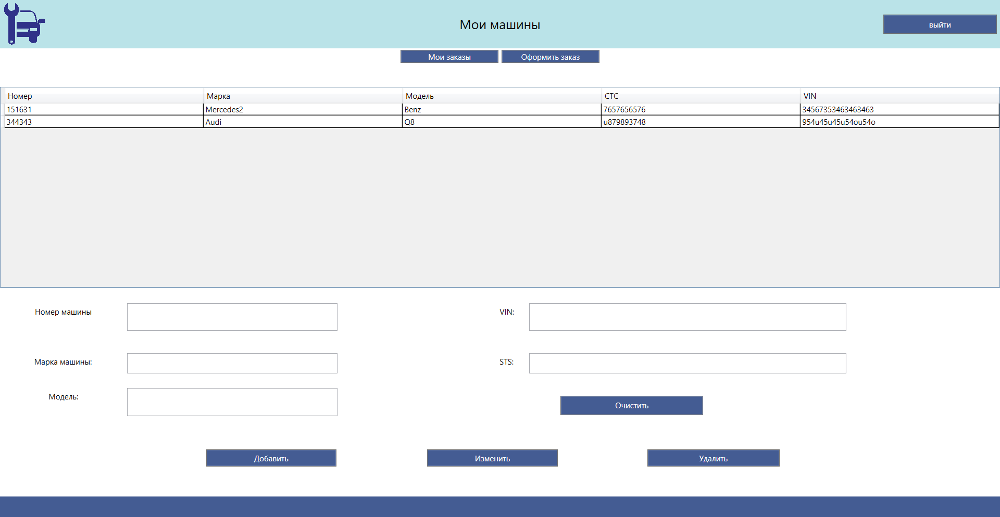 Мои машины
выйти
Мои заказы Оформить заказ
Номер Марка Модель СТС VIN
151631 Mercedes2 Benz 7657656576 34567353463463463
344343 Audi Q8 u879893748 954u45u45u54ou54o
Номер машины VIN:
Марка машины: STS:
Модель: Очистить
Добавить Изменить Удалить